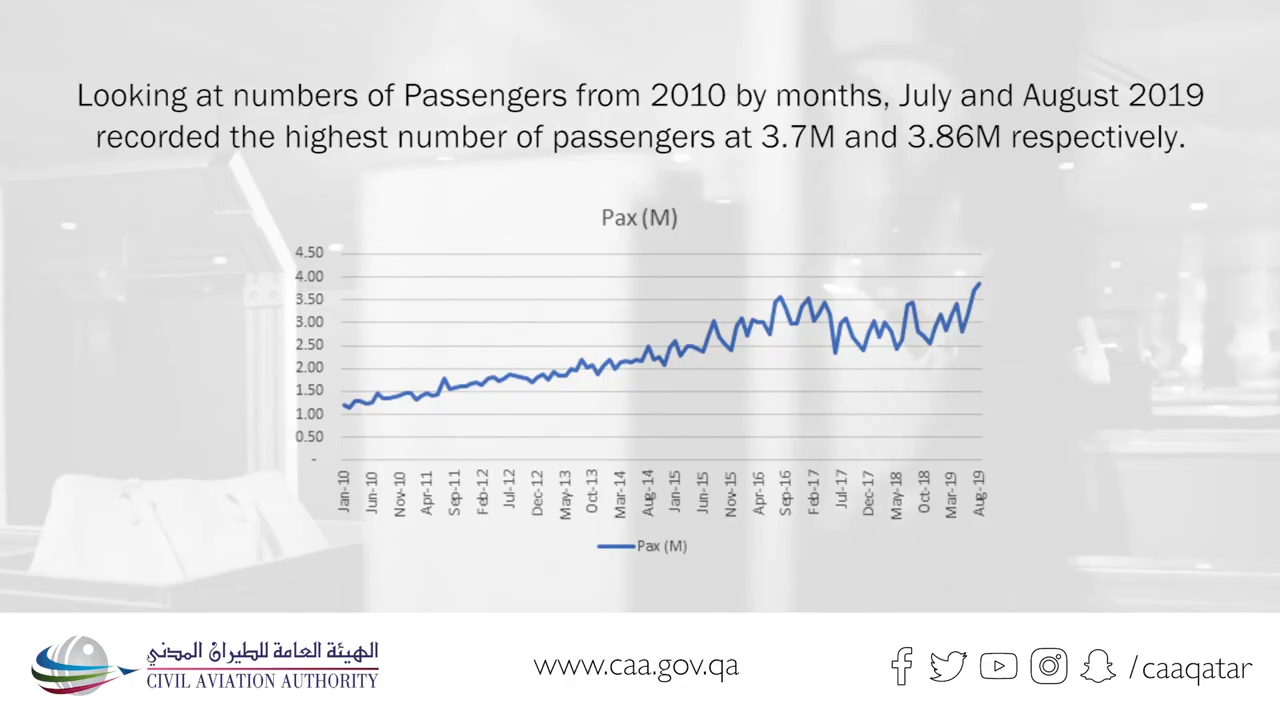 Looking at numbers of Passengers from 2010 by months, July and August 2019
recorded the highest number of passengers at 3.7M and 3.86M respectively.
Pax (M)
4.50
4.00
3.50
3.00
2.50
2.00
1.50
1.00
0.50
-
Jan-10
Jun-10
Nov-10
Apr-11
Sep-11
Feb-12
Jul-12
Dec-12
May-13
Oct-13
Mar-14
Aug-14
Jan-15
Jun-15
Nov-15
Apr-16
Sep-16
Feb-17
Jul-17
Dec-17
May-18
Oct-18
Mar-19
Aug-19
Pax (M)
الهيئة العامة للطيران المدني
CIVIL AVIATION AUTHORITY
www.caa.gov.qa
/caaqatar